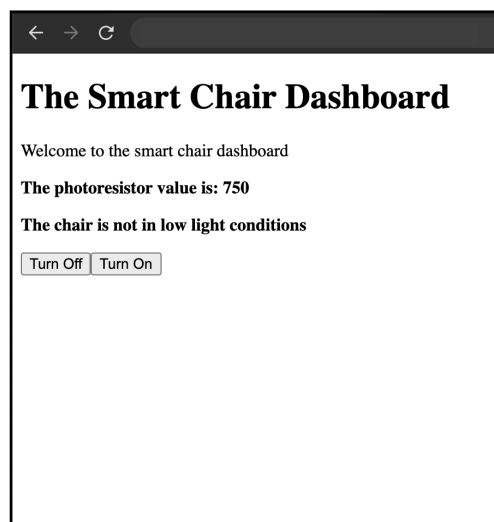 The Smart Chair Dashboard
Welcome to the smart chair dashboard
The photoresistor value is: 750
The chair is not in low light conditions
Turn Off Turn On